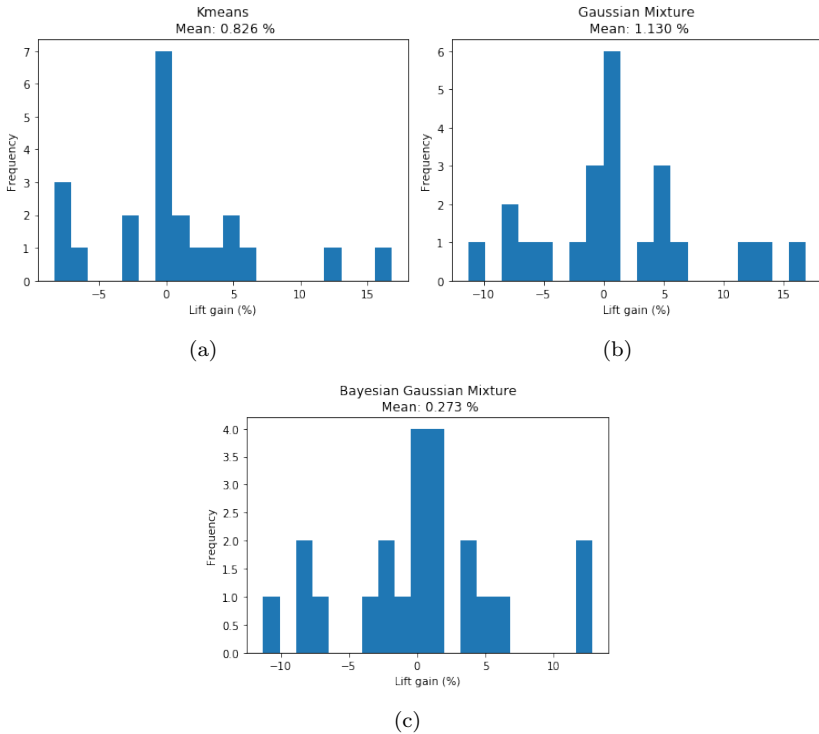 Kmeans
Mean: 0.826 %
7
6
5
4
3
2
1
0
Frequency
−5
0
5
10
15
Lift gain (%)
(a)
Gaussian Mixture
Mean: 1.130 %
6
5
4
3
2
1
0
Frequency
−10
−5
0
5
10
15
Lift gain (%)
(b)
Bayesian Gaussian Mixture
Mean: 0.273 %
4.0
3.5
3.0
2.5
2.0
1.5
1.0
0.5
0.0
Frequency
−10
−5
0
5
10
Lift gain (%)
(c)